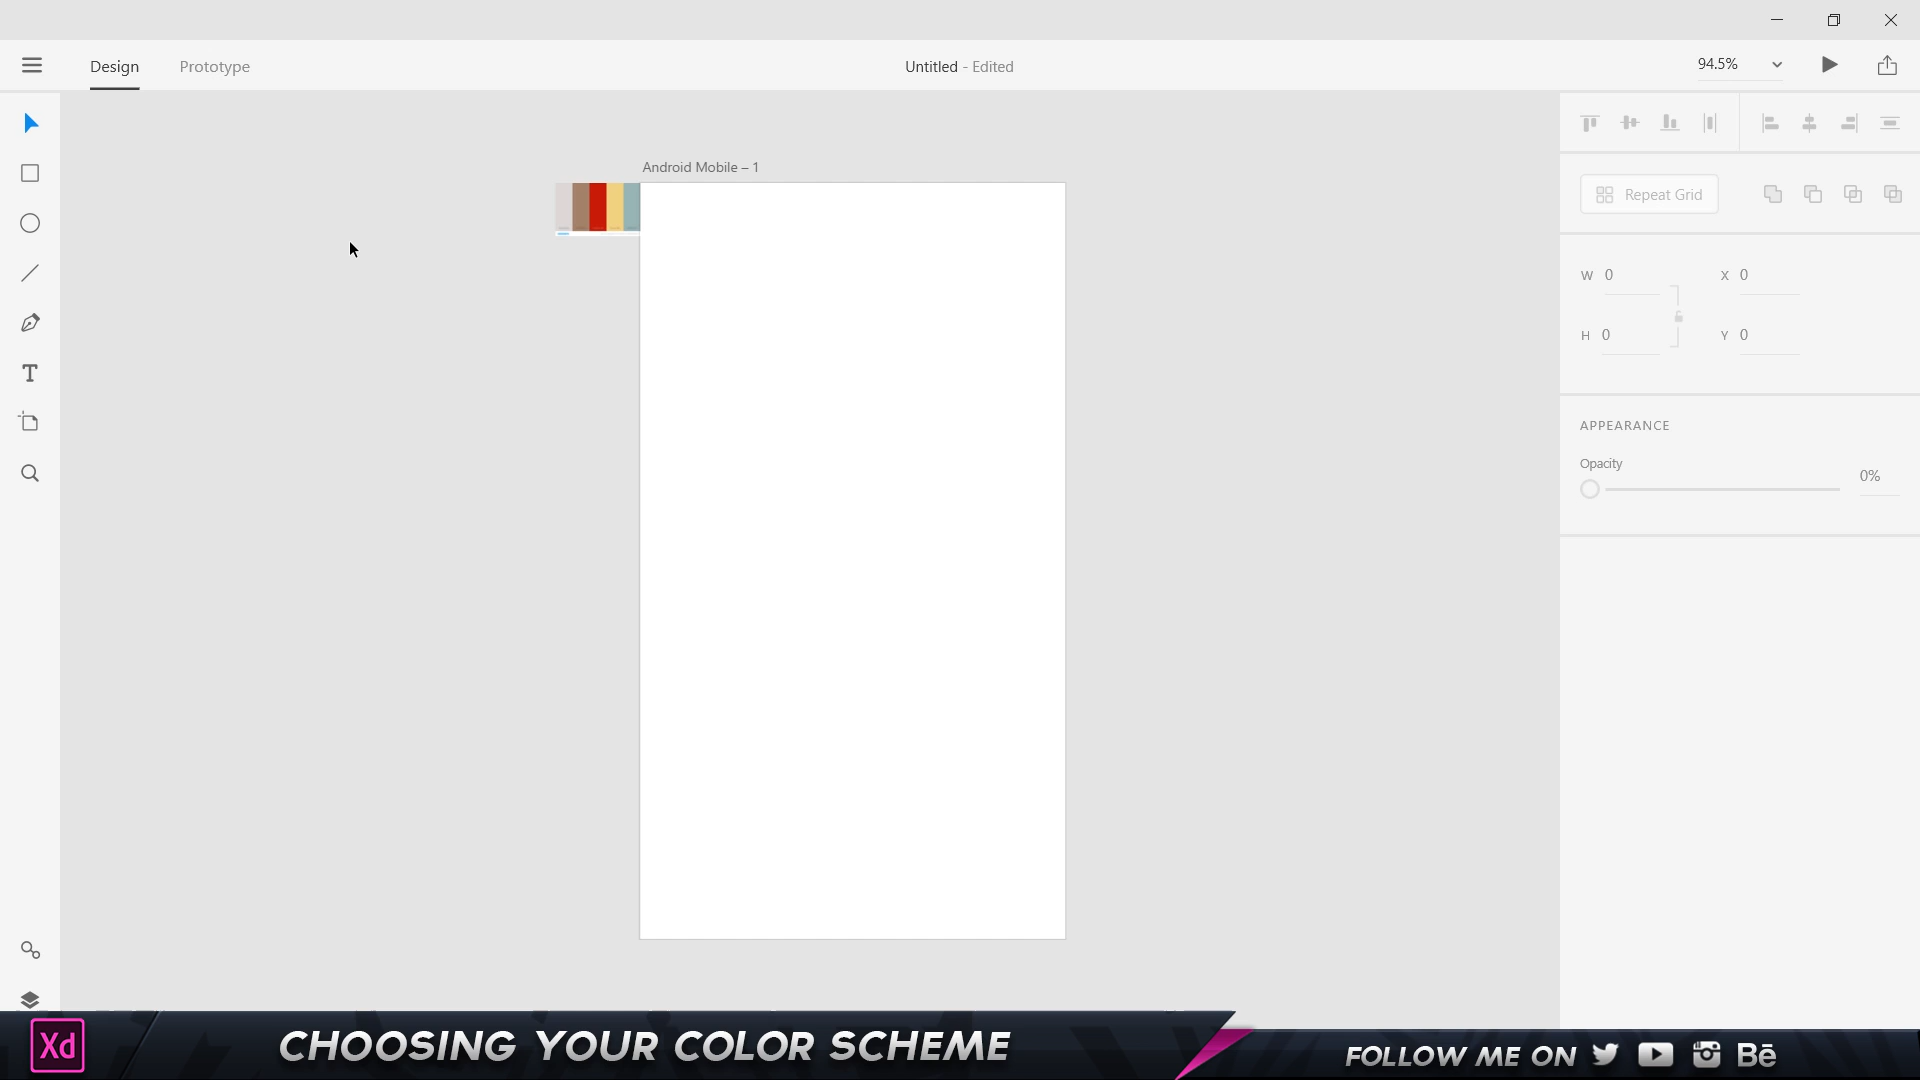 Design
Prototype
Untitled - Edited
94.5%
Android Mobile – 1
Repeat Grid
W 0
X 0
H 0
Y 0
APPEARANCE
Opacity
0%
Xd
CHOOSING YOUR COLOR SCHEME
FOLLOW ME ON
Bē